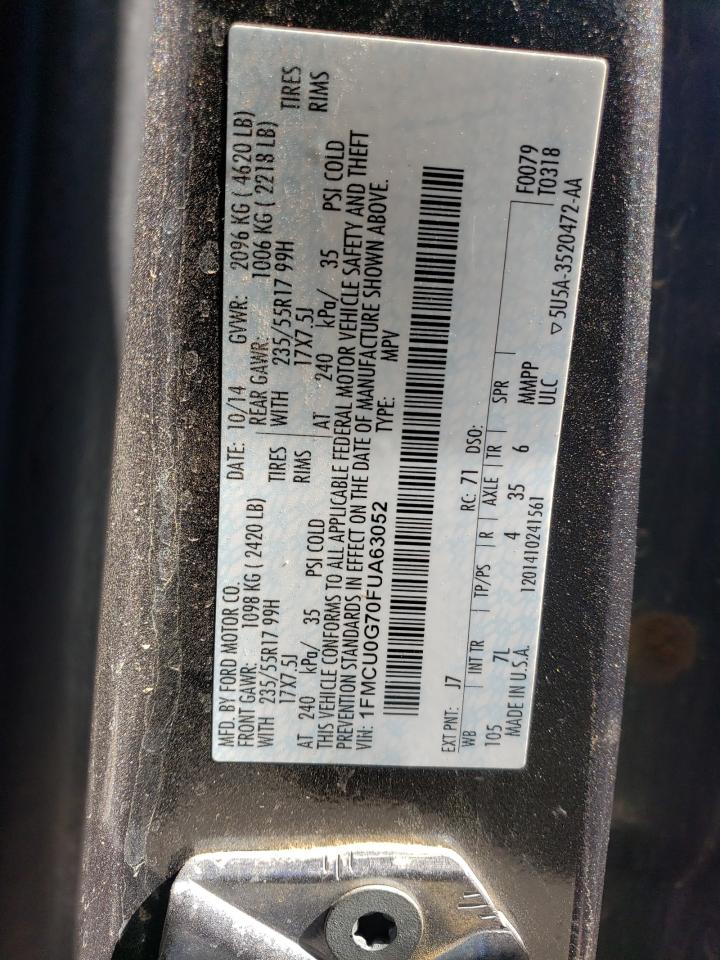 MFD. BY FORD MOTOR CO. DATE: 10/14 GVWR: 2096 KG ( 4620 LB)
FRONT GAWR: 1098 KG ( 2420 LB) REAR GAWR: 1006 KG ( 2218 LB)
WITH 235/55R17 99H TIRES WITH 235/55R17 99H TIRES
17X7.5J RIMS 17X7.5J RIMS
AT 240 kPa/ 35 PSI COLD AT 240 kPa/ 35 PSI COLD
THIS VEHICLE CONFORMS TO ALL APPLICABLE FEDERAL MOTOR VEHICLE SAFETY AND THEFT
PREVENTION STANDARDS IN EFFECT ON THE DATE OF MANUFACTURE SHOWN ABOVE.
VIN: 1FMCU0G70FUA63052 TYPE: MPV
EXT PNT: J7 RC: 71 DSO:
WB INT TR TP/PS R AXLE TR SPR F0079
105 7L 4 35 6 MMPP T0318
MADE IN U.S.A. 1201410241561 ULC ▽5U5A-3520472-AA